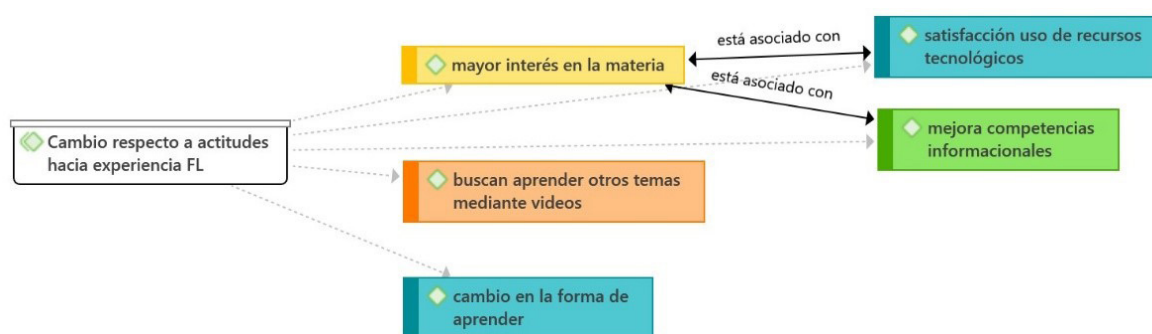 está asociado con
satisfacción uso de recursos
tecnológicos
mayor interés en la materia
está asociado con
Cambio respecto a actitudes
hacia experiencia FL
mejora competencias
informacionales
buscan aprender otros temas
mediante videos
cambio en la forma de
aprender